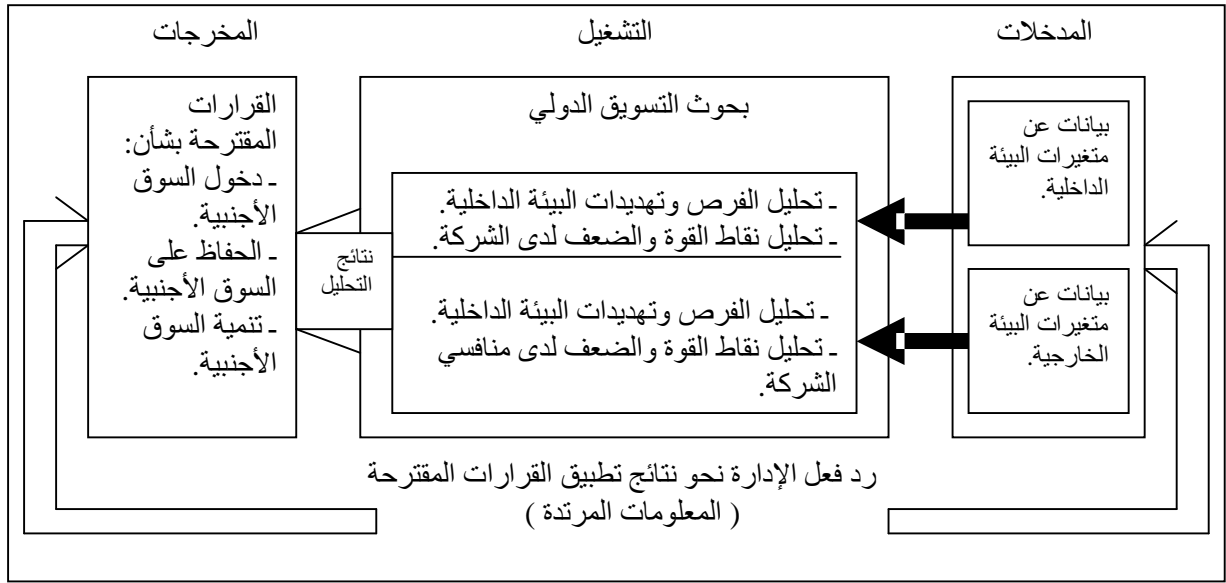 المدخلات
التشغيل
المخرجات
بيانات عن
متغيرات البيئة
الداخلية.
بيانات عن
متغيرات البيئة
الخارجية.
بحوث التسويق الدولي
ـ تحليل الفرص وتهديدات البيئة الداخلية.
ـ تحليل نقاط القوة والضعف لدى الشركة.
ـ تحليل الفرص وتهديدات البيئة الداخلية.
ـ تحليل نقاط القوة والضعف لدى منافسي
الشركة.
نتائج
التحليل
القرارات
المقترحة بشأن:
ـ دخول السوق
الأجنبية.
ـ الحفاظ على
السوق الأجنبية.
ـ تنمية السوق
الأجنبية.
رد فعل الإدارة نحو نتائج تطبيق القرارات المقترحة
( المعلومات المرتدة )